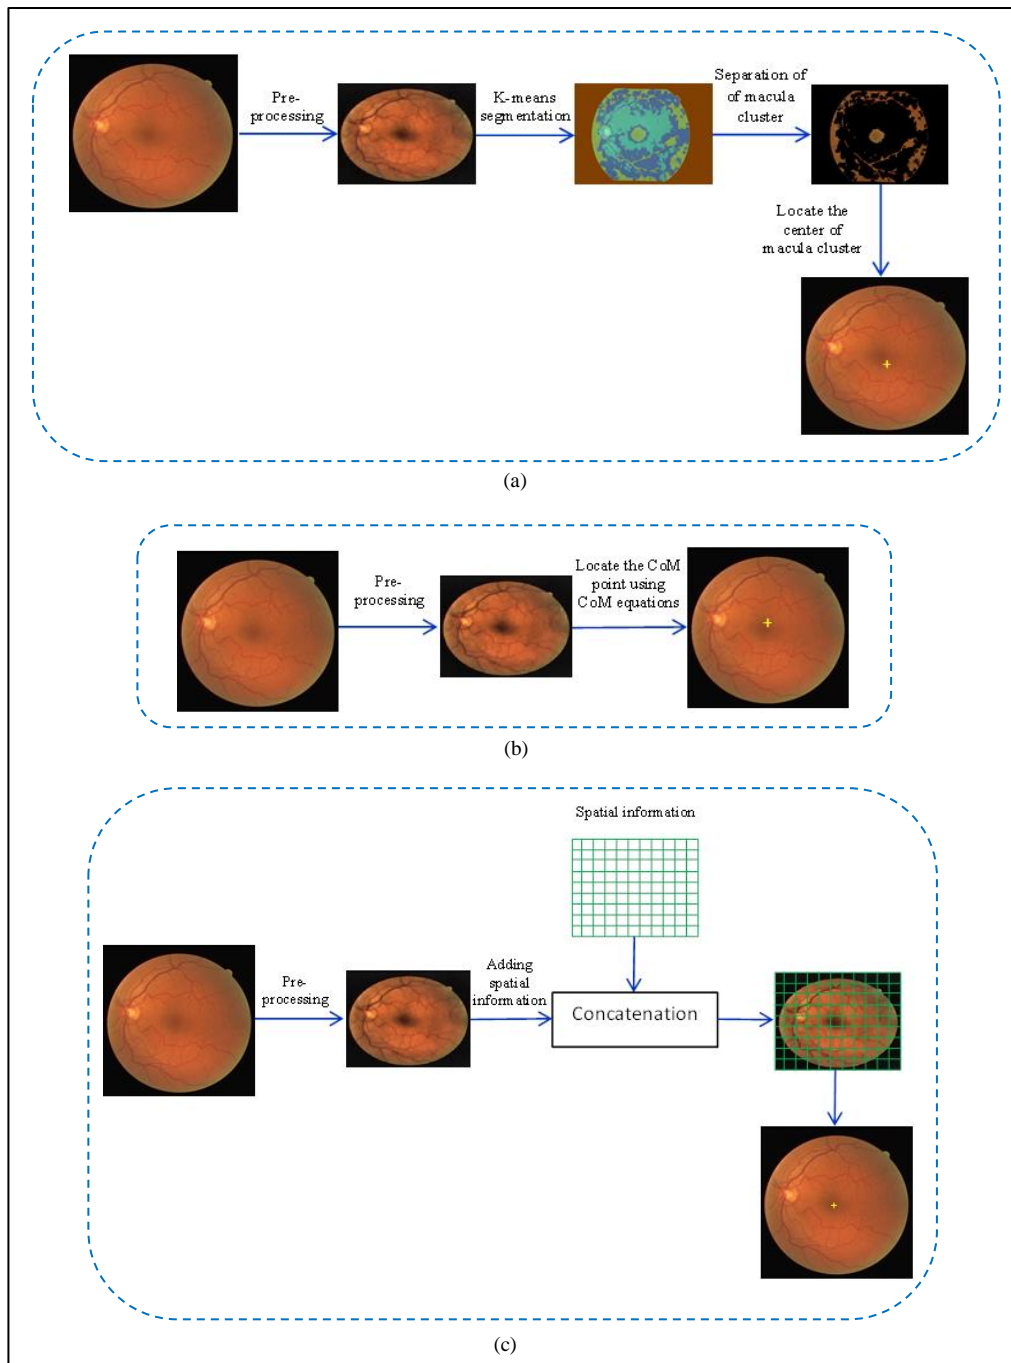 Pre-
processing
K-means
segmentation
Separation of
of macula
cluster
Locate the
center of
macula cluster
(a)
Pre-
processing
Locate the CoM
point using
CoM equations
(b)
Spatial information
Pre-
processing
Adding
spatial
information
Concatenation
(c)